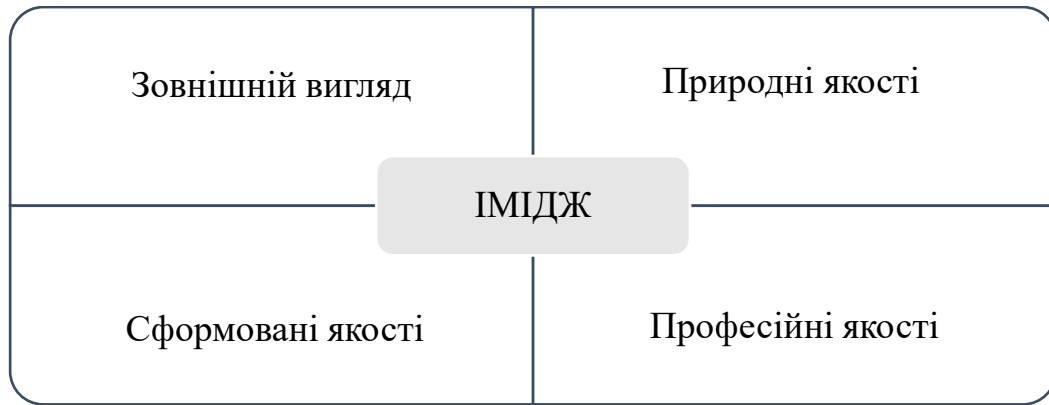 Зовнішній вигляд
Природні якості
ІМІДЖ
Сформовані якості
Професійні якості